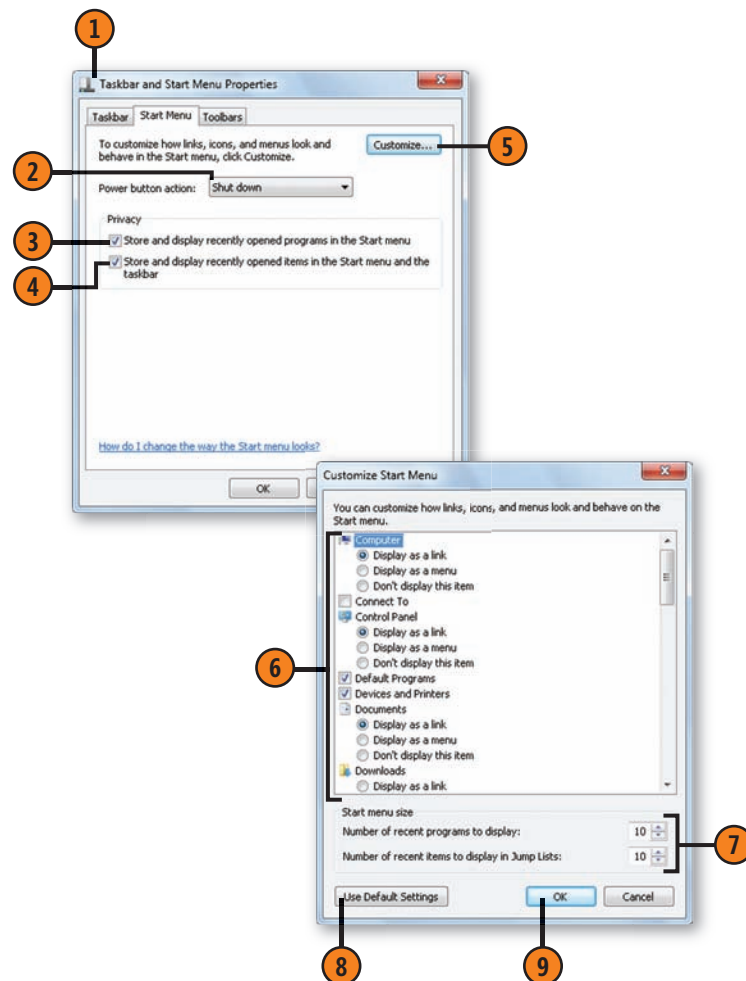 1
Taskbar and Start Menu Properties
Taskbar Start Menu Toolbars
To customize how links, icons, and menus look and
behave in the Start menu, click Customize.
Customize...
5
2
Power button action: Shut down
Privacy
3
Store and display recently opened programs in the Start menu
4
Store and display recently opened items in the Start menu and the
taskbar
How do I change the way the Start menu looks?
OK
Customize Start Menu
You can customize how links, icons, and menus look and behave on the
Start menu.
Computer
Display as a link
Display as a menu
Don't display this item
Connect To
Control Panel
Display as a link
Display as a menu
Don't display this item
6
Default Programs
Devices and Printers
Documents
Display as a link
Display as a menu
Don't display this item
Downloads
Display as a link
Start menu size
Number of recent programs to display: 10
7
Number of recent items to display in Jump Lists: 10
Use Default Settings OK Cancel
8 9